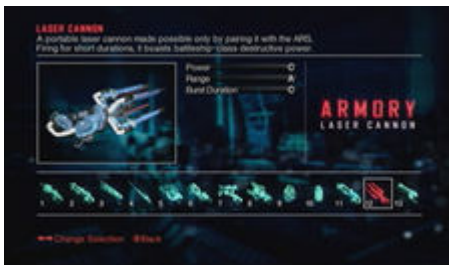 LASER CANNON
A portable laser cannon made possible only by pairing it with the ARS.
Firing for short durations, it boasts battleship-class destructive power.
Power C
Range A
Burst Duration C
ARMORY
LASER CANNON
1 2 3 4 5 6 7 8 9 10 11 12 13
Change Selection Back